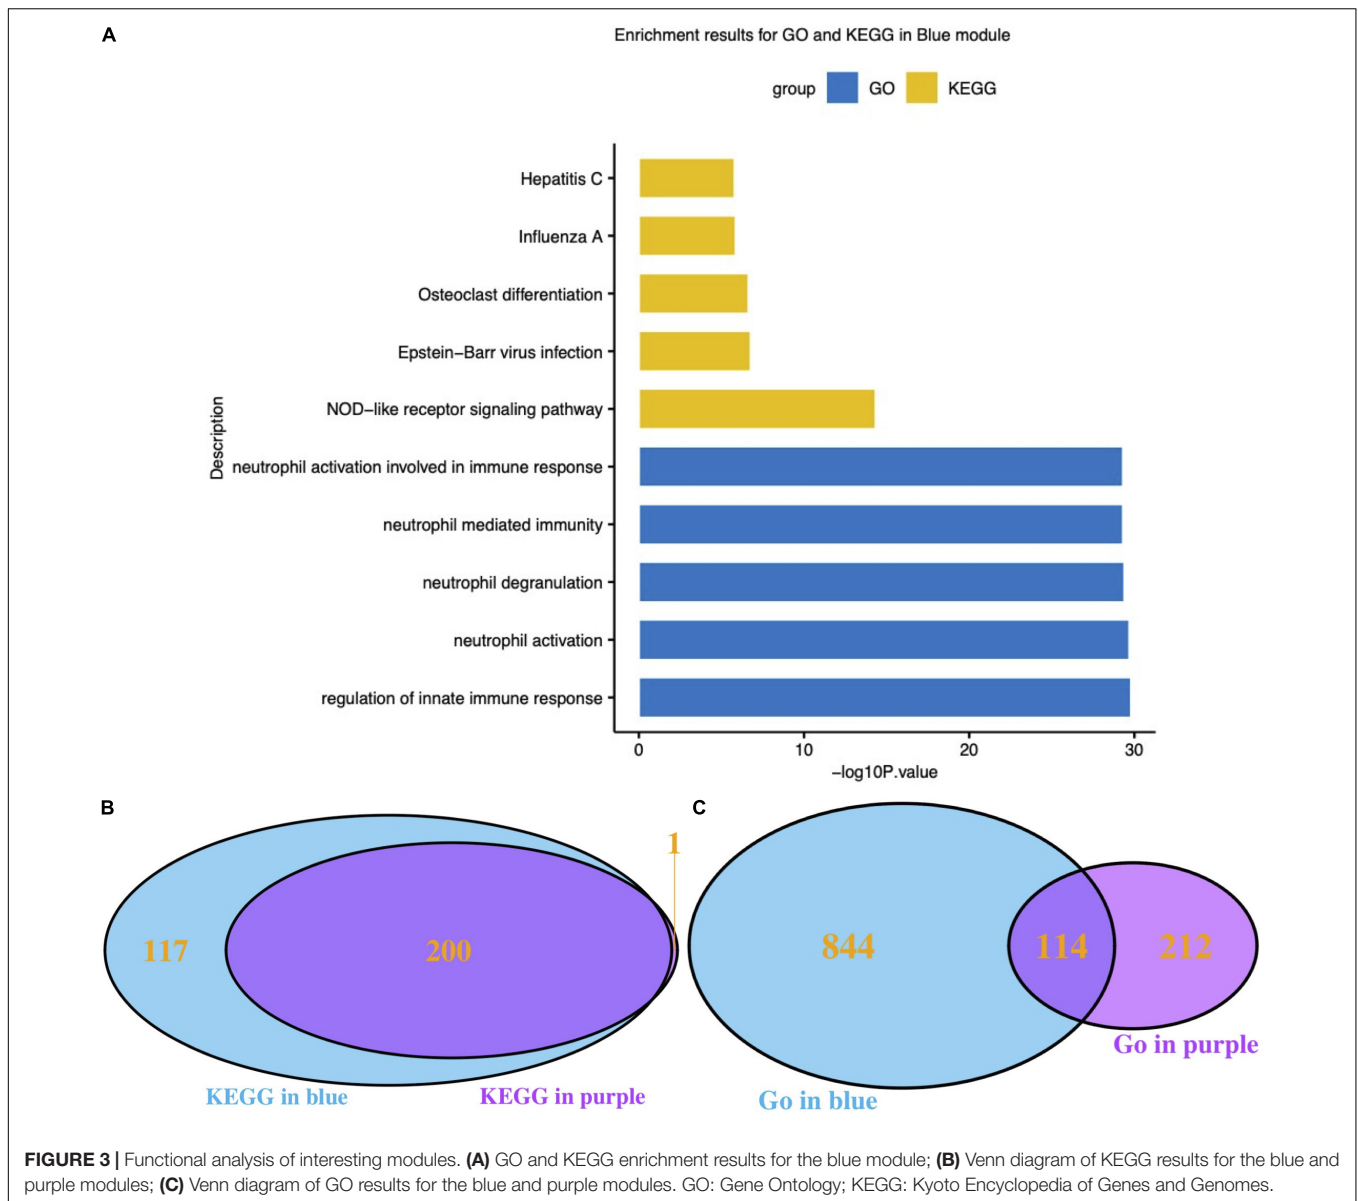 A
Enrichment results for GO and KEGG in Blue module
group GO KEGG
Hepatitis C
Influenza A
Osteoclast differentiation
Epstein−Barr virus infection
NOD−like receptor signaling pathway
neutrophil activation involved in immune response
neutrophil mediated immunity
neutrophil degranulation
neutrophil activation
regulation of innate immune response
Description
0 10 20 30
−log10P.value
B
1
117
200
KEGG in blue
KEGG in purple
C
844
114
212
Go in purple
Go in blue
FIGURE 3 | Functional analysis of interesting modules. (A) GO and KEGG enrichment results for the blue module; (B) Venn diagram of KEGG results for the blue and
purple modules; (C) Venn diagram of GO results for the blue and purple modules. GO: Gene Ontology; KEGG: Kyoto Encyclopedia of Genes and Genomes.